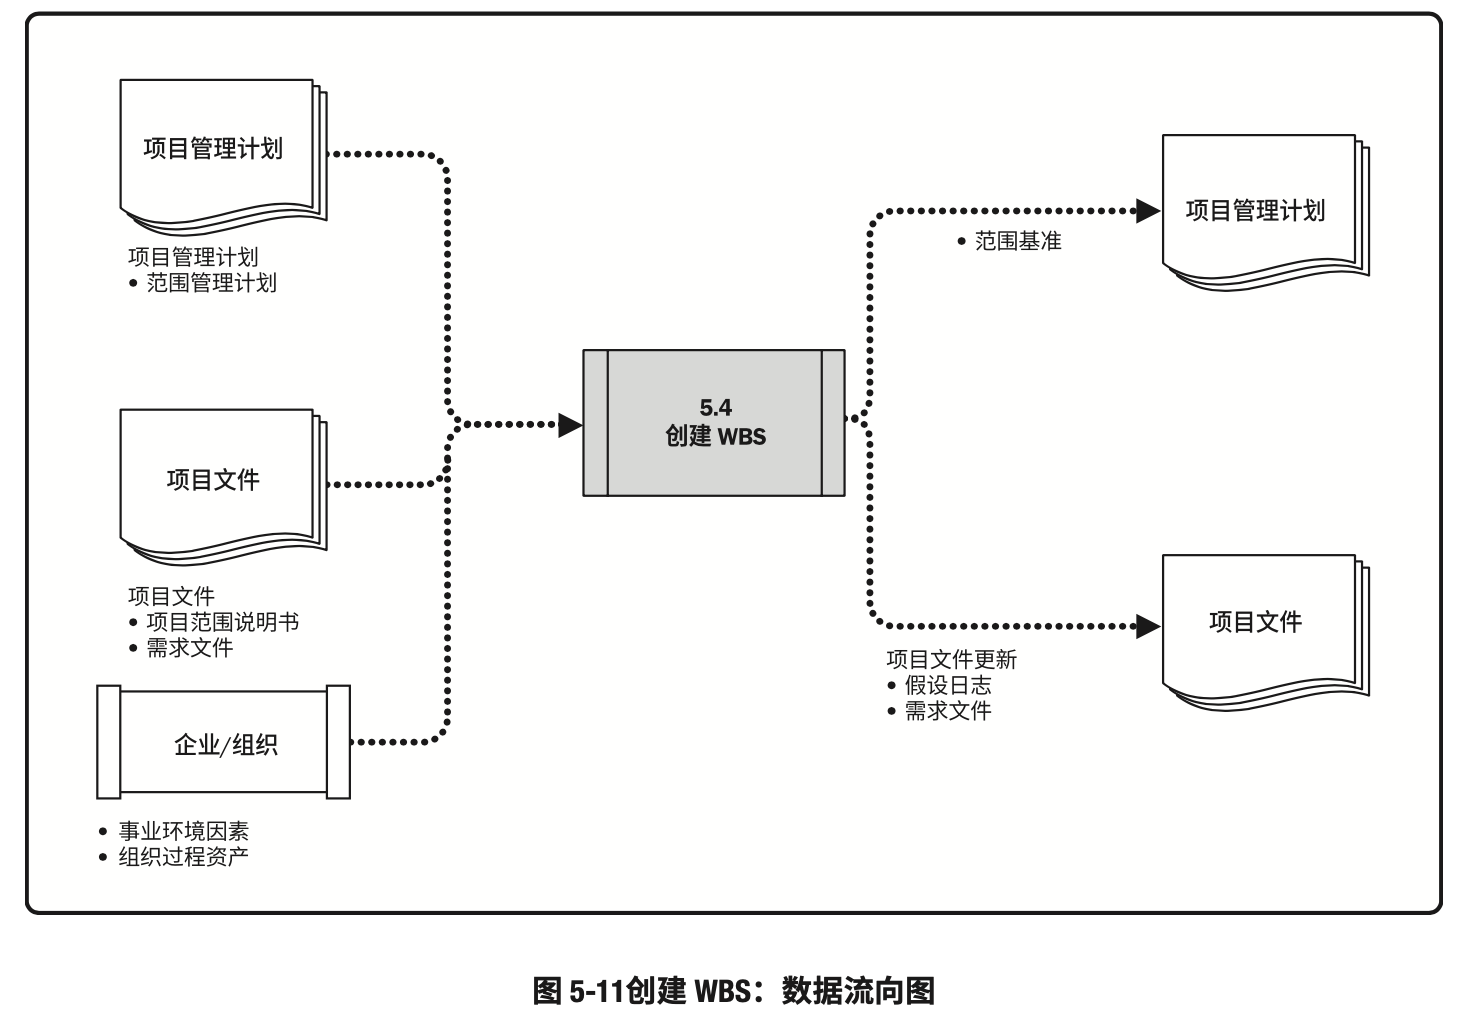 项目管理计划
项目管理计划
• 范围管理计划
项目文件
项目文件
• 项目范围说明书
• 需求文件
企业/组织
• 事业环境因素
• 组织过程资产
5.4
创建 WBS
• 范围基准
项目管理计划
项目文件更新
• 假设日志
• 需求文件
项目文件
图 5-11创建 WBS：数据流向图